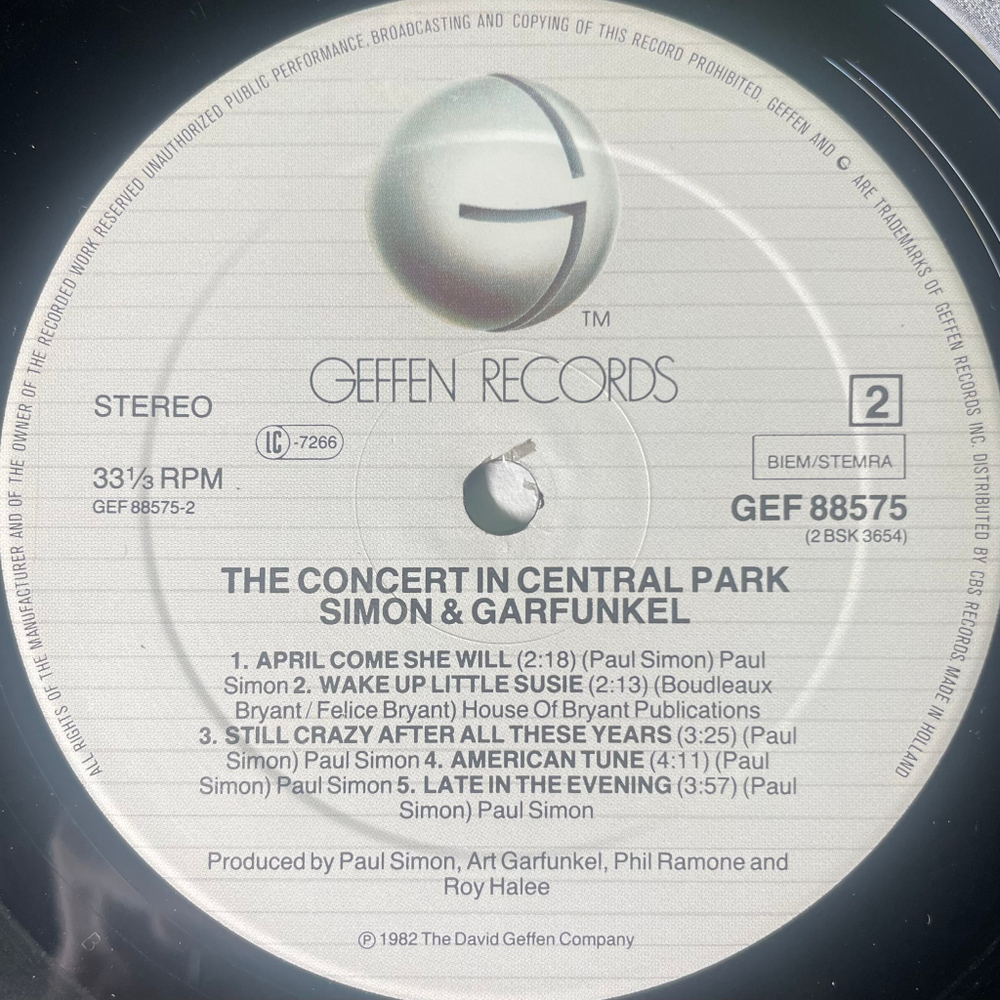 ALL RIGHTS OF THE MANUFACTURER AND OF THE OWNER OF THE RECORDED WORK RESERVED UNAUTHORIZED PUBLIC PERFORMANCE, BROADCASTING AND COPYING OF THIS RECORD PROHIBITED. GEFFEN AND G ARE TRADEMARKS OF GEFFEN RECORDS INC. DISTRIBUTED BY CBS RECORDS. MADE IN HOLLAND
TM
GEFFEN RECORDS
STEREO
2
LC -7266
BIEM/STEMRA
33⅓ RPM
GEF 88575-2
GEF 88575
(2 BSK 3654)
THE CONCERT IN CENTRAL PARK
SIMON & GARFUNKEL
1. APRIL COME SHE WILL (2:18) (Paul Simon) Paul
Simon 2. WAKE UP LITTLE SUSIE (2:13) (Boudleaux
Bryant / Felice Bryant) House Of Bryant Publications
3. STILL CRAZY AFTER ALL THESE YEARS (3:25) (Paul
Simon) Paul Simon 4. AMERICAN TUNE (4:11) (Paul
Simon) Paul Simon 5. LATE IN THE EVENING (3:57) (Paul
Simon) Paul Simon
Produced by Paul Simon, Art Garfunkel, Phil Ramone and
Roy Halee
℗ 1982 The David Geffen Company